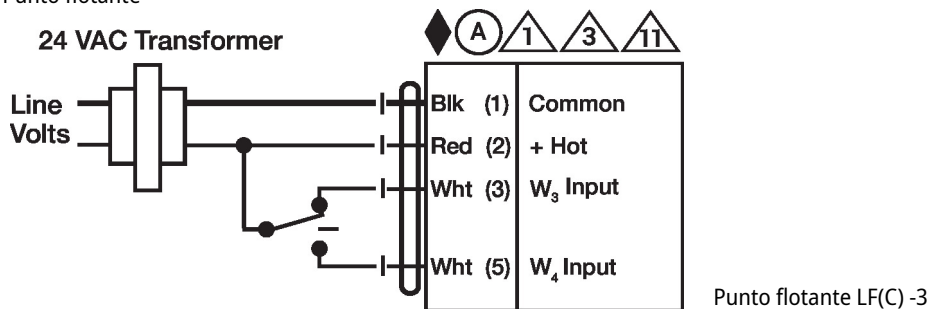 Punto flotante
24 VAC Transformer
A 1 3 11
Line
Volts
Blk (1) Common
Red (2) + Hot
Wht (3) W₃ Input
Wht (5) W₄ Input
Punto flotante LF(C) -3